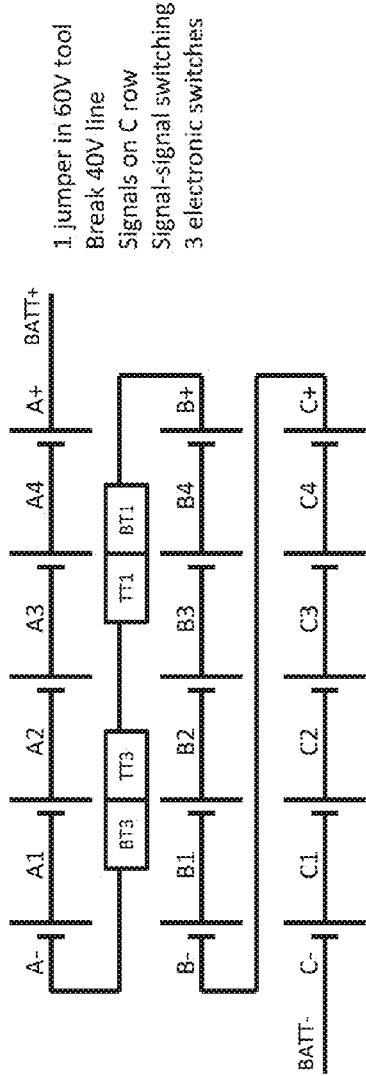 1 jumper in 60V tool
Break 40V line
Signals on C row
Signal-signal switching
3 electronic switches
BATT+
A- A1 A2 A3 A4 A+
BT3 TT3 TT1 BT1
B- B1 B2 B3 B4 B+
C- C1 C2 C3 C4 C+
BATT-